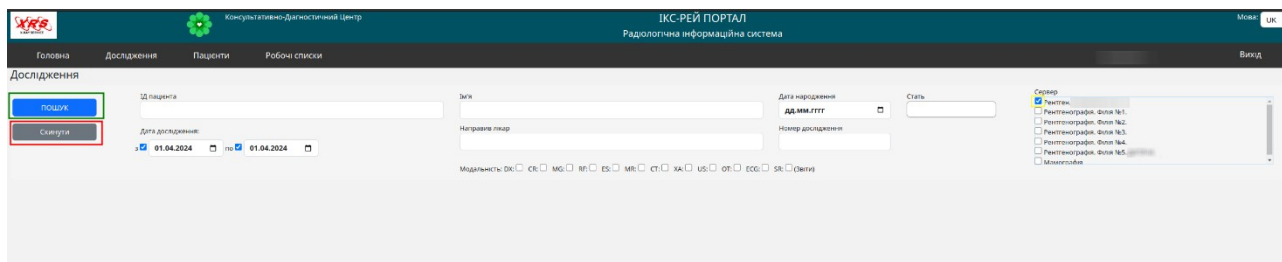 XRS
Консультативно-Діагностичний Центр
ІКС-РЕЙ ПОРТАЛ
Радіологічна інформаційна система
Мова: UK
Головна Дослідження Пацієнти Робочі списки Вихід
Дослідження
ПОШУК
Скинути
ІД пацієнта
Дата дослідження:
з 01.04.2024 по 01.04.2024
Ім'я
Направив лікар
Модальність: DX: CR: MG: RF: ES: MR: CT: XA: US: OT: ECG: SR: (Звіти)
Дата народження
дд.мм.гггг
Номер дослідження
Стать
Сервер
Рентген.
Рентгенографія. Філія №1.
Рентгенографія. Філія №2.
Рентгенографія. Філія №3.
Рентгенографія. Філія №4.
Рентгенографія. Філія №5.
Мамографія